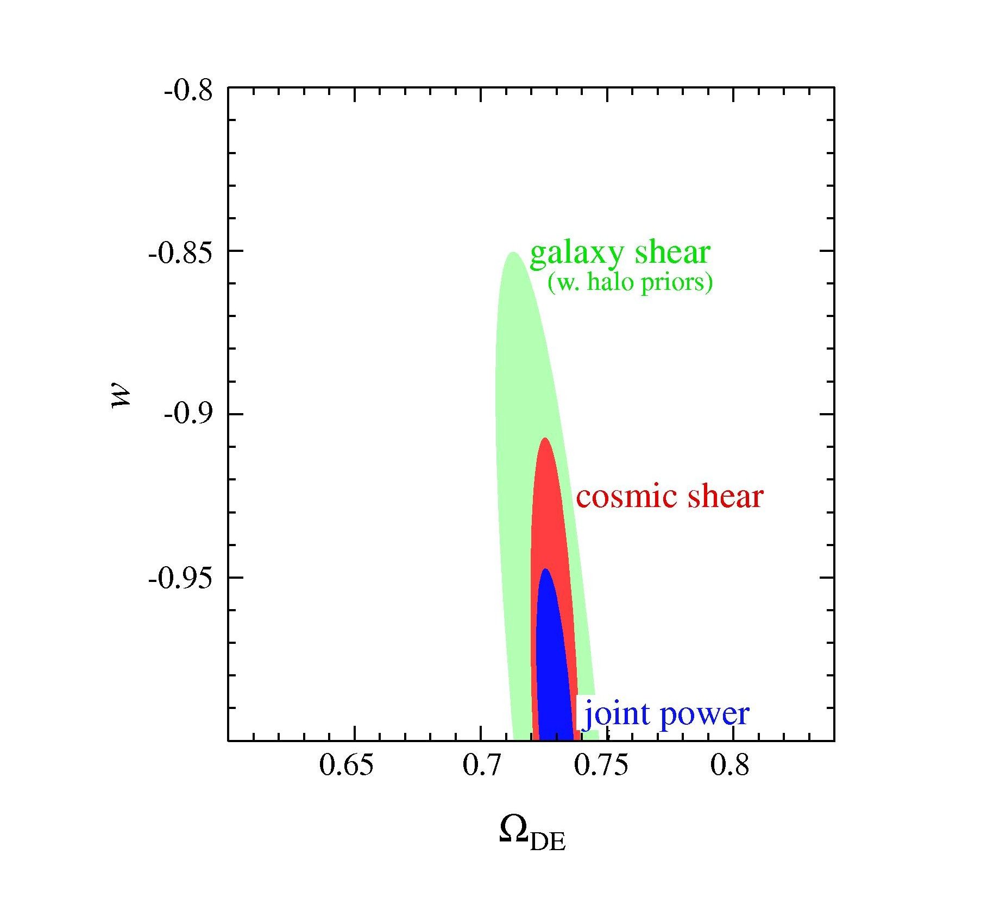 -0.8
-0.85
galaxy shear
(w. halo priors)
w
-0.9
cosmic shear
-0.95
joint power
0.65 0.7 0.75 0.8
Ω_DE